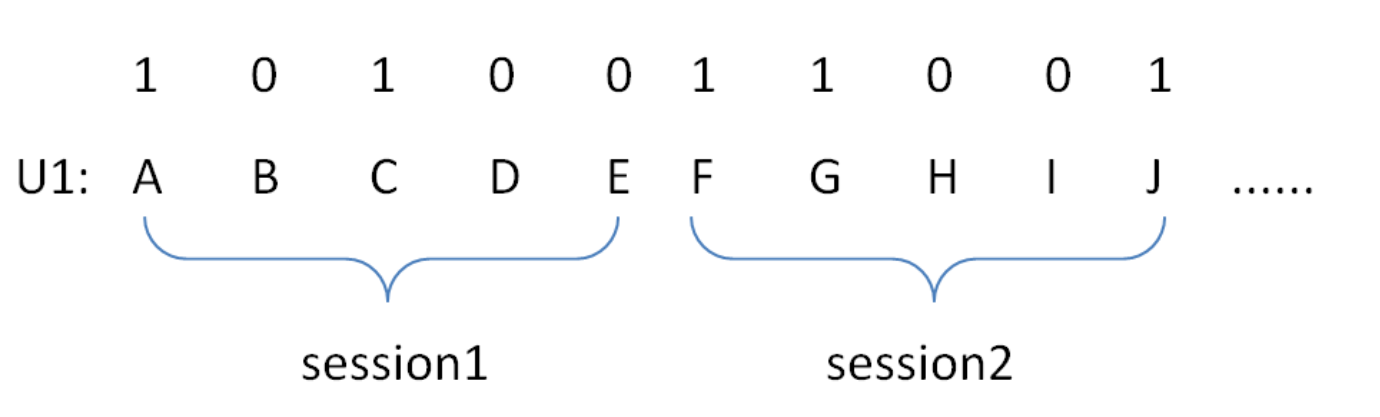 1 0 1 0 0 1 1 0 0 1
U1: A B C D E F G H I J ......
session1 session2